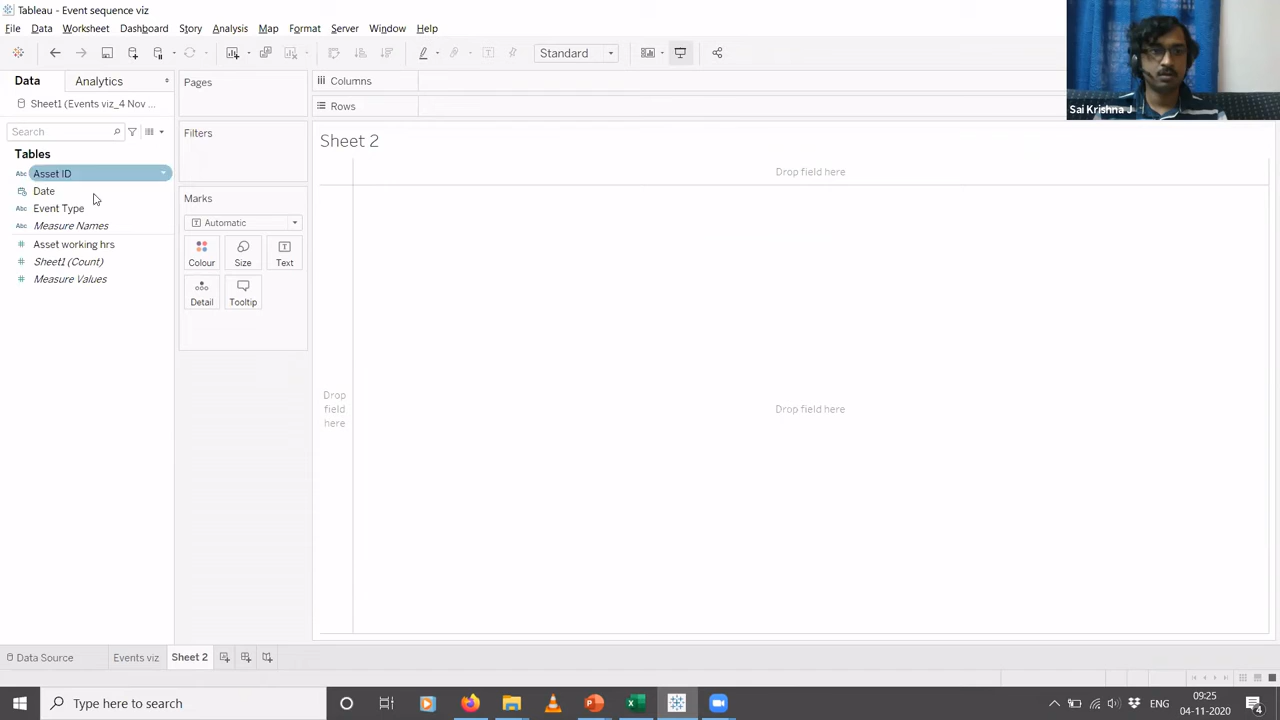 Tableau - Event sequence viz
File Data Worksheet Dashboard Story Analysis Map Format Server Window Help
Standard
Data Analytics
Pages
Columns
Sheet1 (Events viz_4 Nov ...
Rows
Sai Krishna J
Search
Filters
Sheet 2
Tables
Abc Asset ID
Drop field here
Date
Marks
Abc Event Type
Automatic
Abc Measure Names
Asset working hrs
Colour Size Text
Sheet1 (Count)
Measure Values
Detail Tooltip
Drop
field
here
Drop field here
Data Source Events viz Sheet 2
Type here to search
ENG
09:25
04-11-2020
4